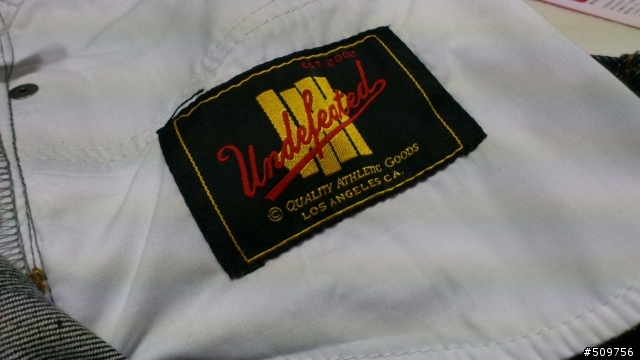 EST. 2002
Undefeated
© QUALITY ATHLETIC GOODS
LOS ANGELES CA.
#509756